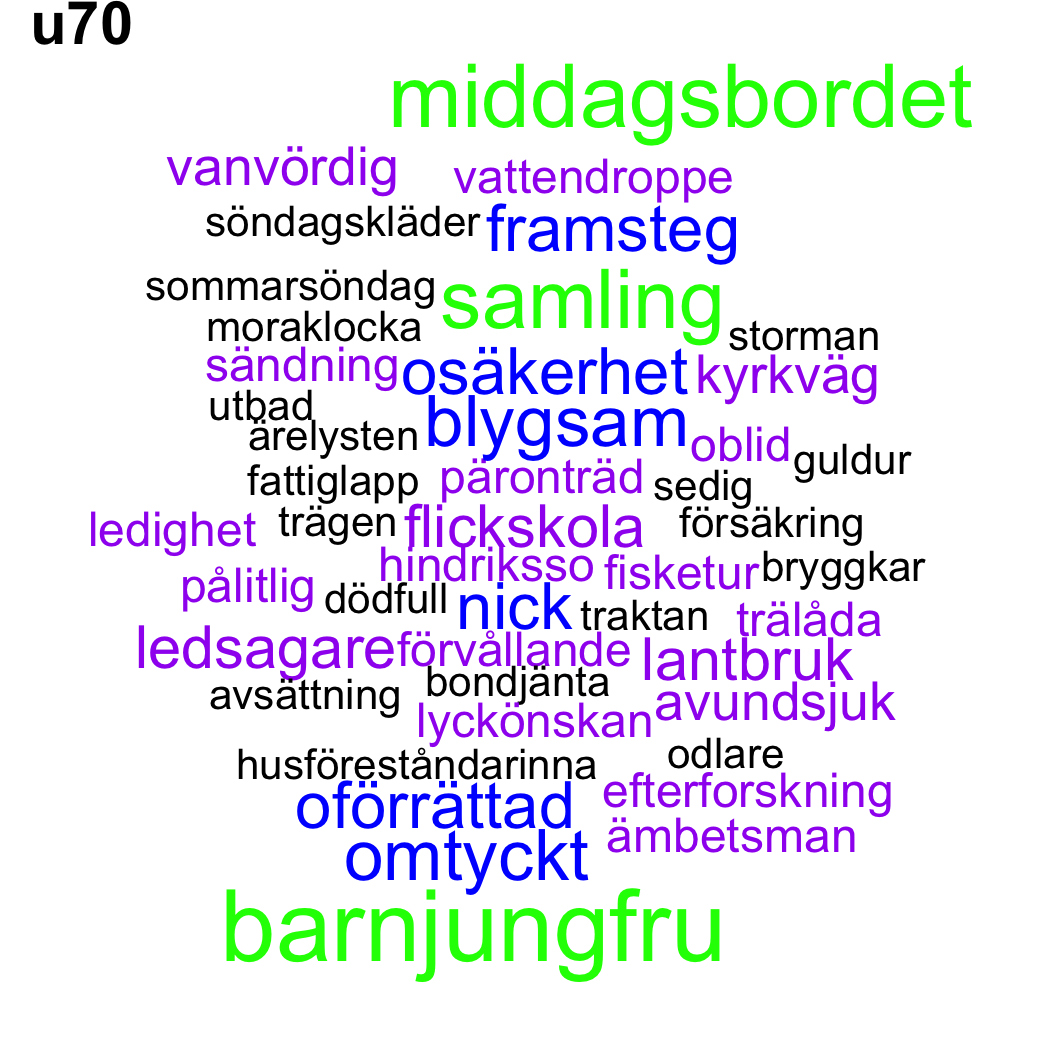 u70
middagsbordet
vanvördig vattendroppe
söndagskläder framsteg
sommarsöndag samling
moraklocka storman
sändning osäkerhet kyrkväg
utbad blygsam
ärelysten oblid guldur
fattiglapp päronträd sedig
ledighet trägen flickskola försäkring
hindriksso fisketur bryggkar
pålitlig dödfull nick traktan trälåda
ledsagare förvållande lantbruk
avsättning bondjänta avundsjuk
lyckönskan
husföreståndarinna odlare
oförrättad efterforskning
omtyckt ämbetsman
barnjungfru